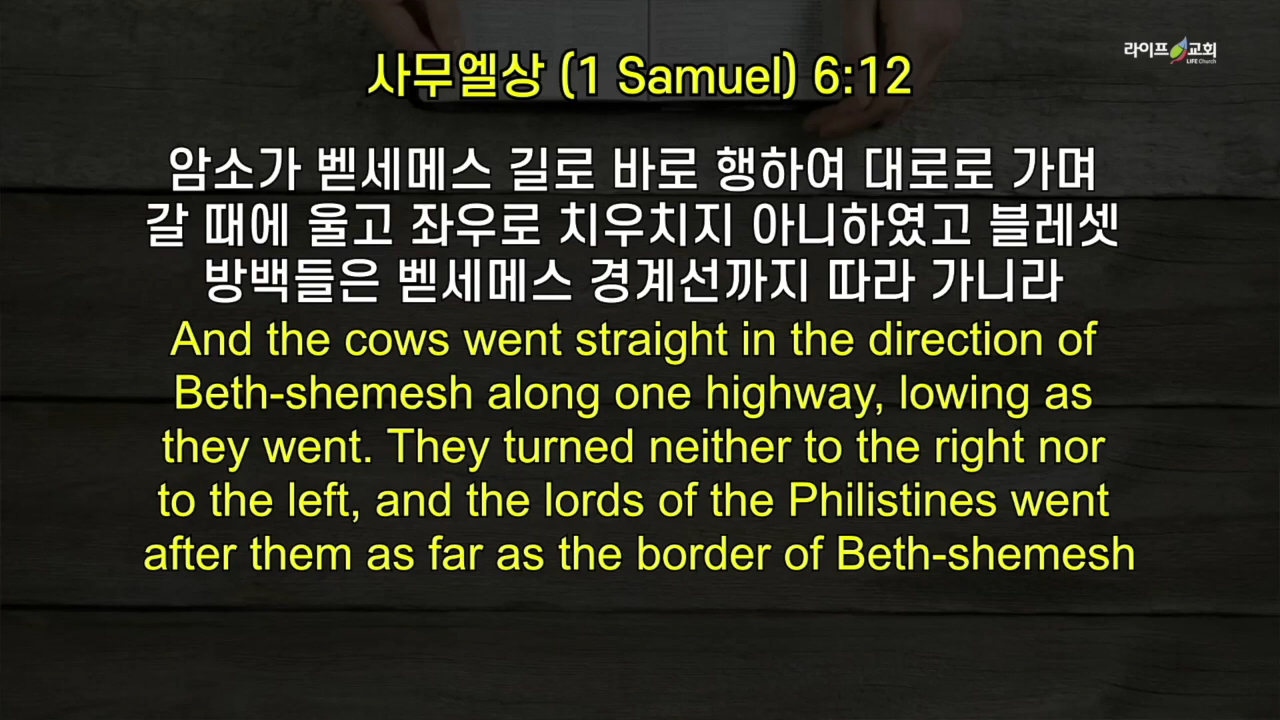 라이프 교회
LIFE Church
사무엘상 (1 Samuel) 6:12
암소가 벧세메스 길로 바로 행하여 대로로 가며
갈 때에 울고 좌우로 치우치지 아니하였고 블레셋
방백들은 벧세메스 경계선까지 따라 가니라
And the cows went straight in the direction of
Beth-shemesh along one highway, lowing as
they went. They turned neither to the right nor
to the left, and the lords of the Philistines went
after them as far as the border of Beth-shemesh